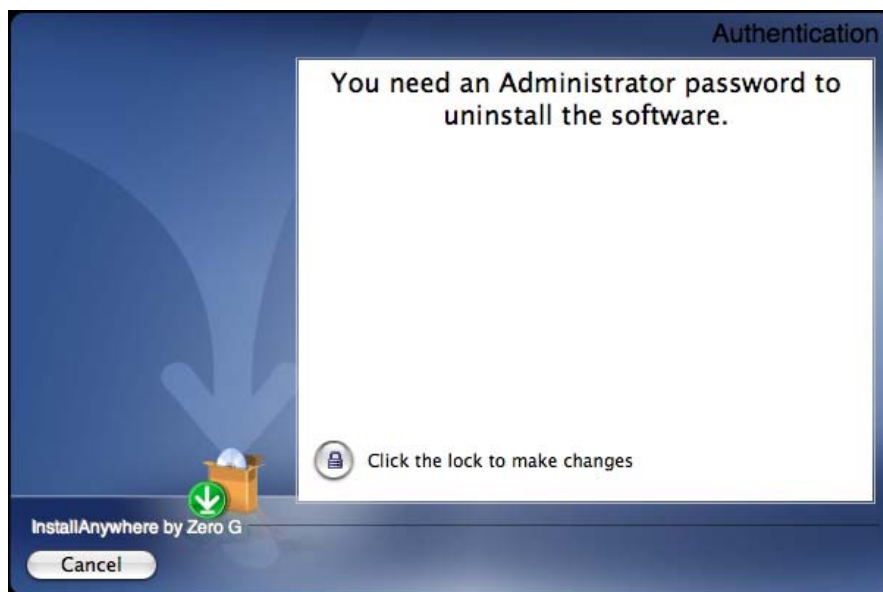 Authentication
You need an Administrator password to
uninstall the software.
Click the lock to make changes
InstallAnywhere by Zero G
Cancel